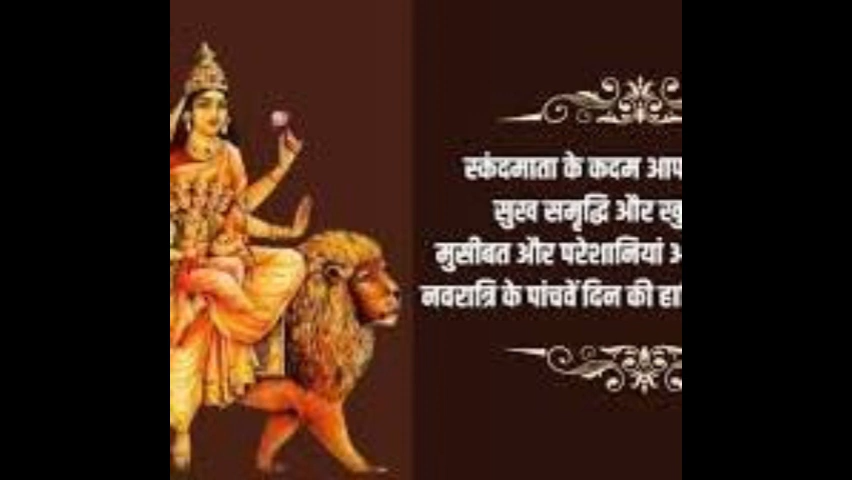 स्कंदमाता के कदम आप
सुख समृद्धि और खु
मुसीबत और परेशानियां
नवरात्रि के पांचवें दिन की हा